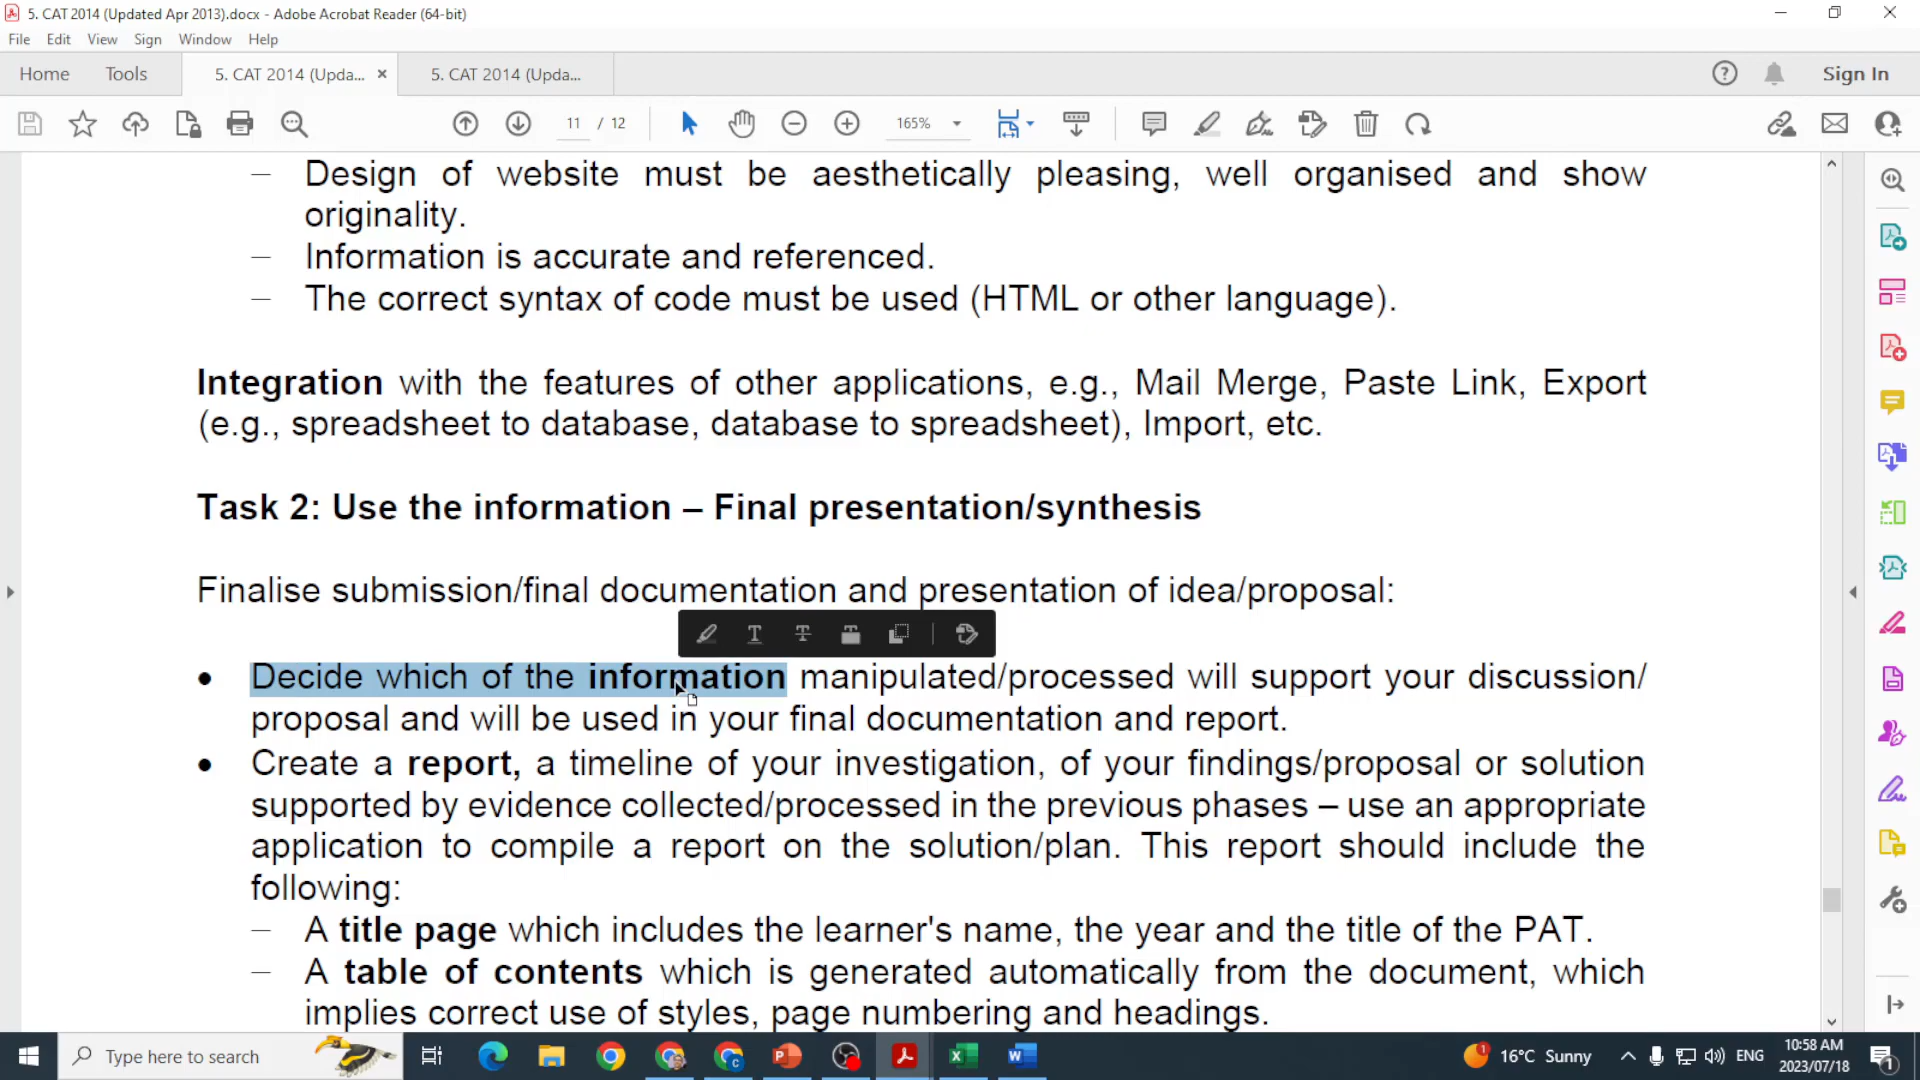 5. CAT 2014 (Updated Apr 2013).docx - Adobe Acrobat Reader (64-bit)
File Edit View Sign Window Help
Home Tools 5. CAT 2014 (Upda... × 5. CAT 2014 (Upda... Sign In
11 / 12 165%
– Design of website must be aesthetically pleasing, well organised and show
originality.
– Information is accurate and referenced.
– The correct syntax of code must be used (HTML or other language).
Integration with the features of other applications, e.g., Mail Merge, Paste Link, Export
(e.g., spreadsheet to database, database to spreadsheet), Import, etc.
Task 2: Use the information – Final presentation/synthesis
Finalise submission/final documentation and presentation of idea/proposal:
• Decide which of the information manipulated/processed will support your discussion/
proposal and will be used in your final documentation and report.
• Create a report, a timeline of your investigation, of your findings/proposal or solution
supported by evidence collected/processed in the previous phases – use an appropriate
application to compile a report on the solution/plan. This report should include the
following:
– A title page which includes the learner's name, the year and the title of the PAT.
– A table of contents which is generated automatically from the document, which
implies correct use of styles, page numbering and headings.
Type here to search
16°C Sunny ENG
10:58 AM
2023/07/18